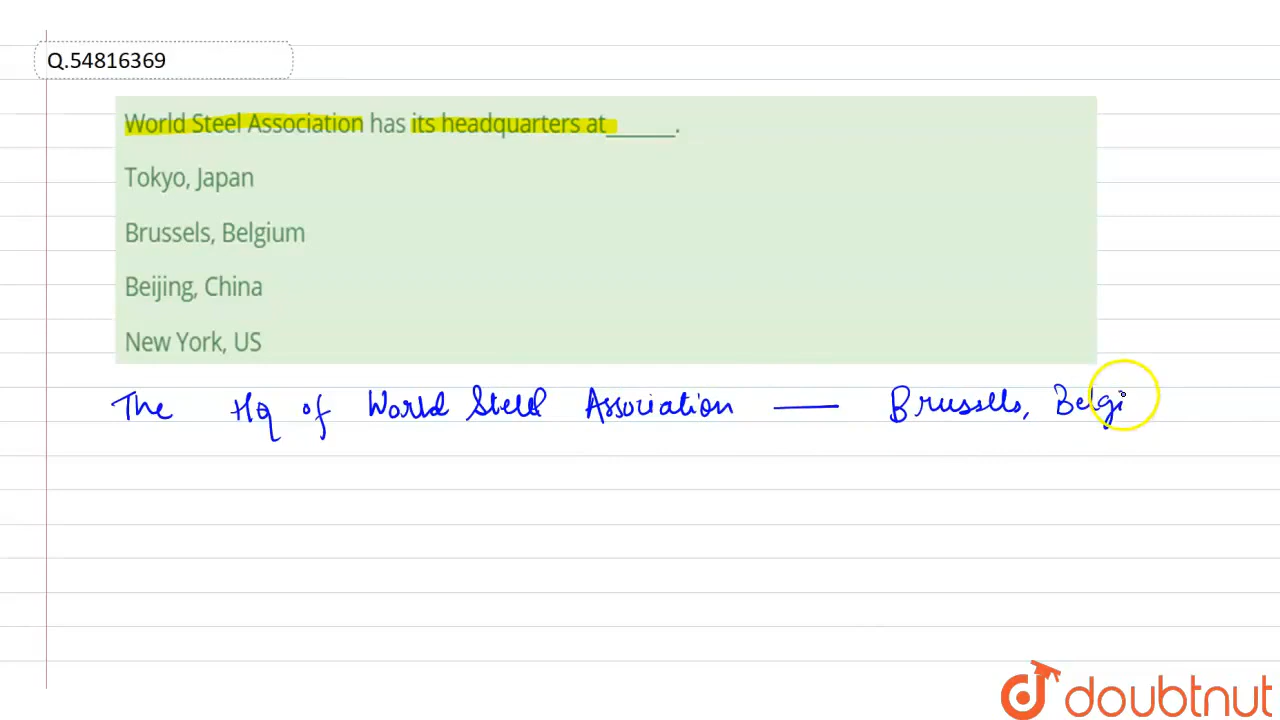 Q.54816369
World Steel Association has its headquarters at______.
Tokyo, Japan
Brussels, Belgium
Beijing, China
New York, US
The HQ of World Steel Association — Brussels, Belgi
doubtnut